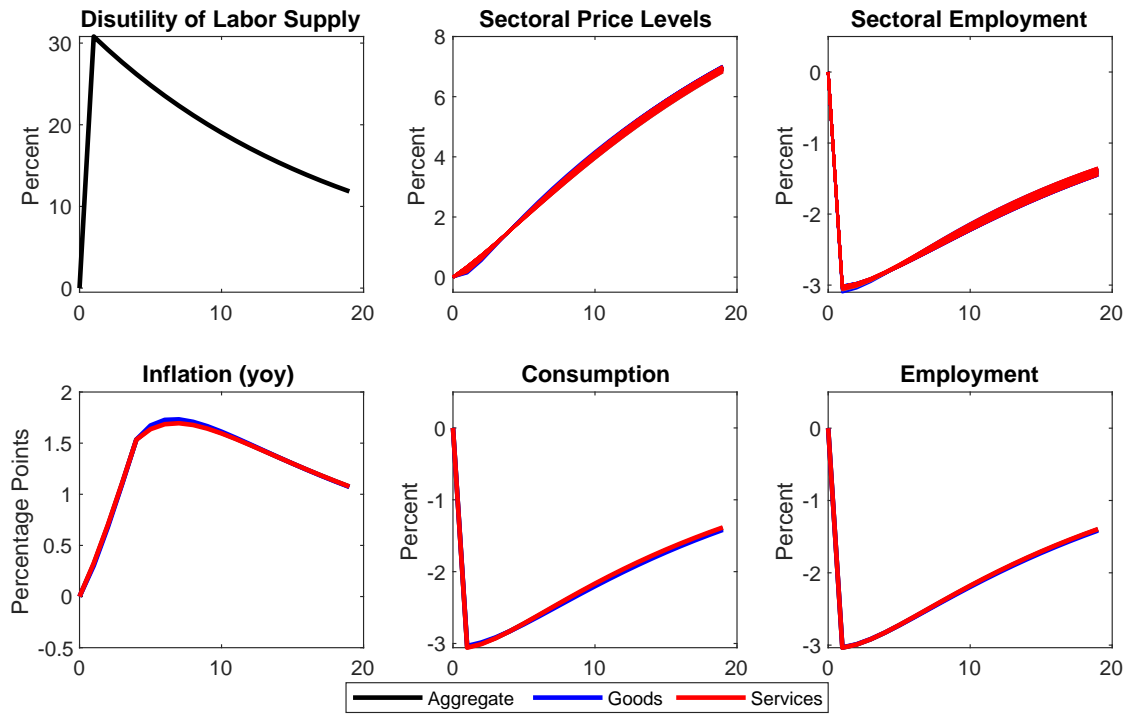 Disutility of Labor Supply
Percent
30
20
10
0
0 10 20
Sectoral Price Levels
Percent
8
6
4
2
0
0 10 20
Sectoral Employment
Percent
0
-1
-2
-3
0 10 20
Inflation (yoy)
Percentage Points
2
1.5
1
0.5
0
-0.5
0 10 20
Consumption
Percent
0
-1
-2
-3
0 10 20
Employment
Percent
0
-1
-2
-3
0 10 20
Aggregate Goods Services